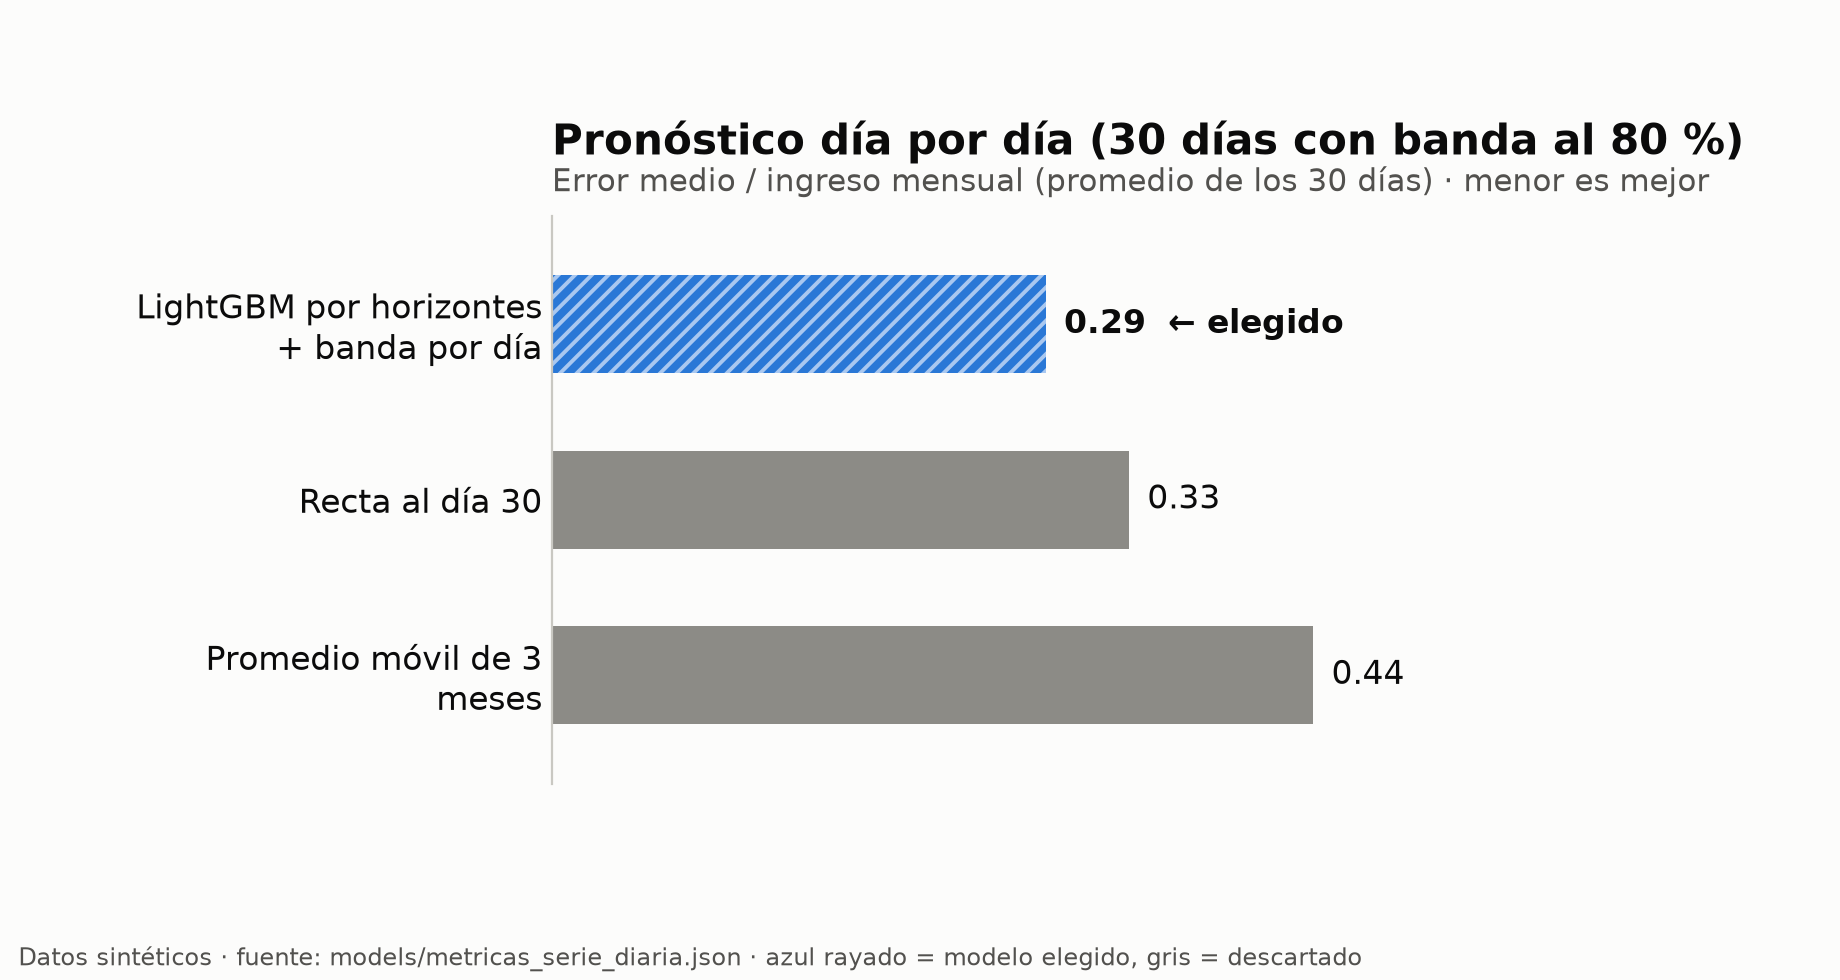 Pronóstico día por día (30 días con banda al 80 %)
Error medio / ingreso mensual (promedio de los 30 días) · menor es mejor
LightGBM por horizontes
+ banda por día
0.29 ← elegido
Recta al día 30
0.33
Promedio móvil de 3
meses
0.44
Datos sintéticos · fuente: models/metricas_serie_diaria.json · azul rayado = modelo elegido, gris = descartado